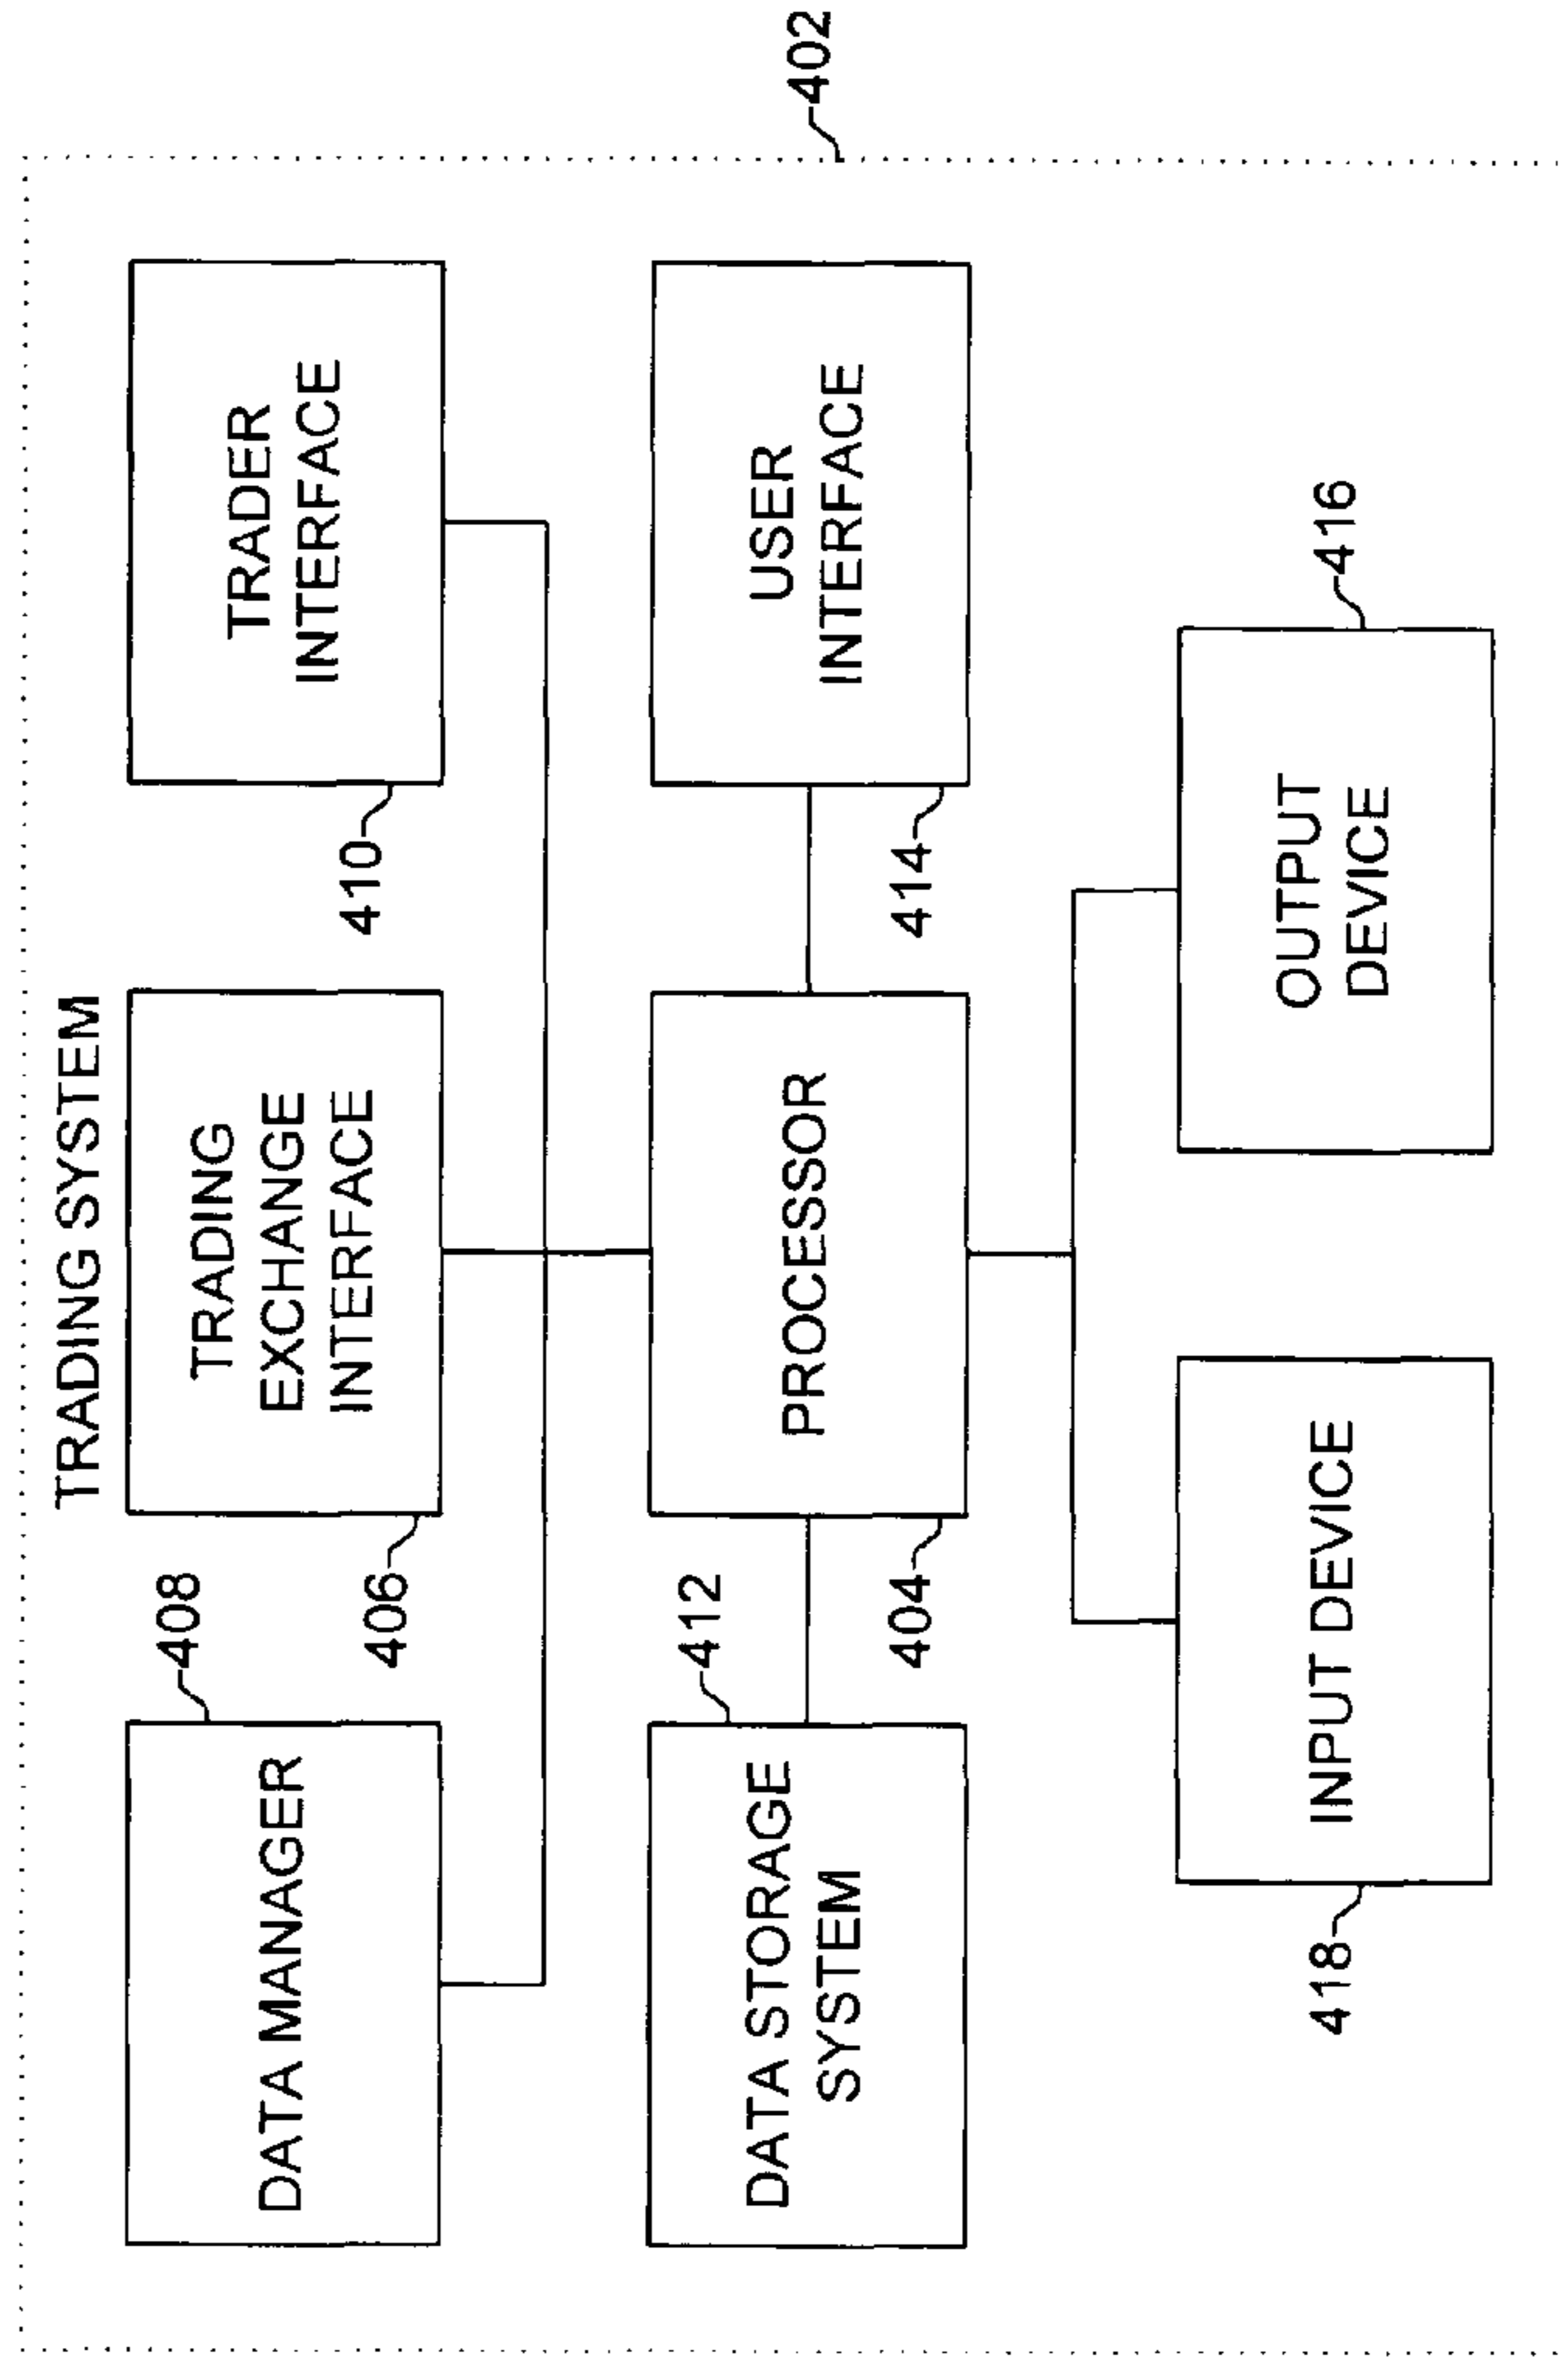 TRADING SYSTEM
402
DATA MANAGER
408
TRADING
EXCHANGE
INTERFACE
406
TRADER
INTERFACE
410
DATA STORAGE
SYSTEM
412
PROCESSOR
404
USER
INTERFACE
414
INPUT DEVICE
418
OUTPUT
DEVICE
416